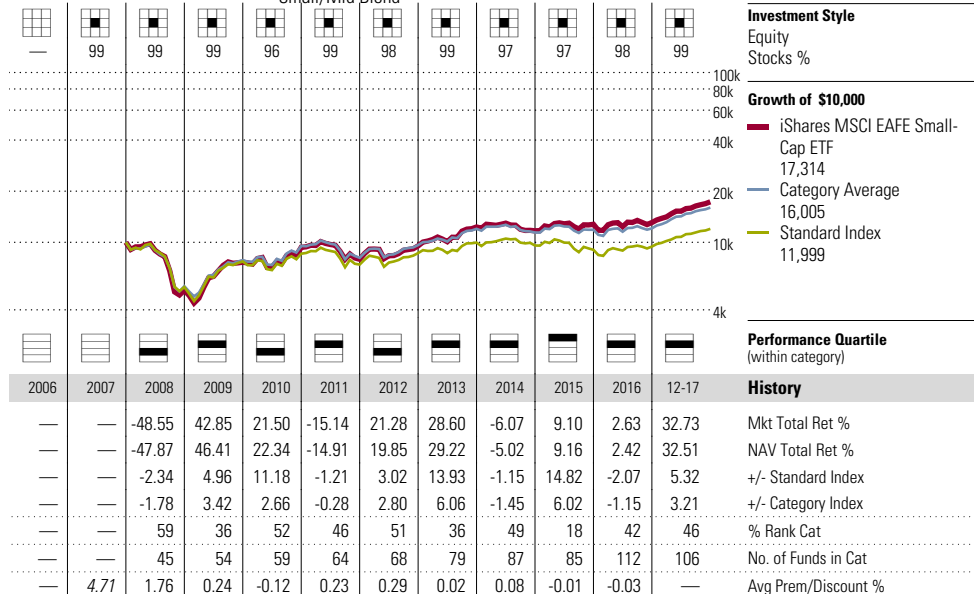 Small/Mid Blend
Investment Style
Equity
Stocks %
— 99 99 99 96 99 98 99 97 97 98 99
Growth of $10,000
iShares MSCI EAFE Small-
Cap ETF
17,314
Category Average
16,005
Standard Index
11,999
100k
80k
60k
40k
20k
10k
4k
Performance Quartile
(within category)
2006 2007 2008 2009 2010 2011 2012 2013 2014 2015 2016 12-17 History
— — -48.55 42.85 21.50 -15.14 21.28 28.60 -6.07 9.10 2.63 32.73 Mkt Total Ret %
— — -47.87 46.41 22.34 -14.91 19.85 29.22 -5.02 9.16 2.42 32.51 NAV Total Ret %
— — -2.34 4.96 11.18 -1.21 3.02 13.93 -1.15 14.82 -2.07 5.32 +/- Standard Index
— — -1.78 3.42 2.66 -0.28 2.80 6.06 -1.45 6.02 -1.15 3.21 +/- Category Index
— — 59 36 52 46 51 36 49 18 42 46 % Rank Cat
— — 45 54 59 64 68 79 87 85 112 106 No. of Funds in Cat
— 4.71 1.76 0.24 -0.12 0.23 0.29 0.02 0.08 -0.01 -0.03 — Avg Prem/Discount %